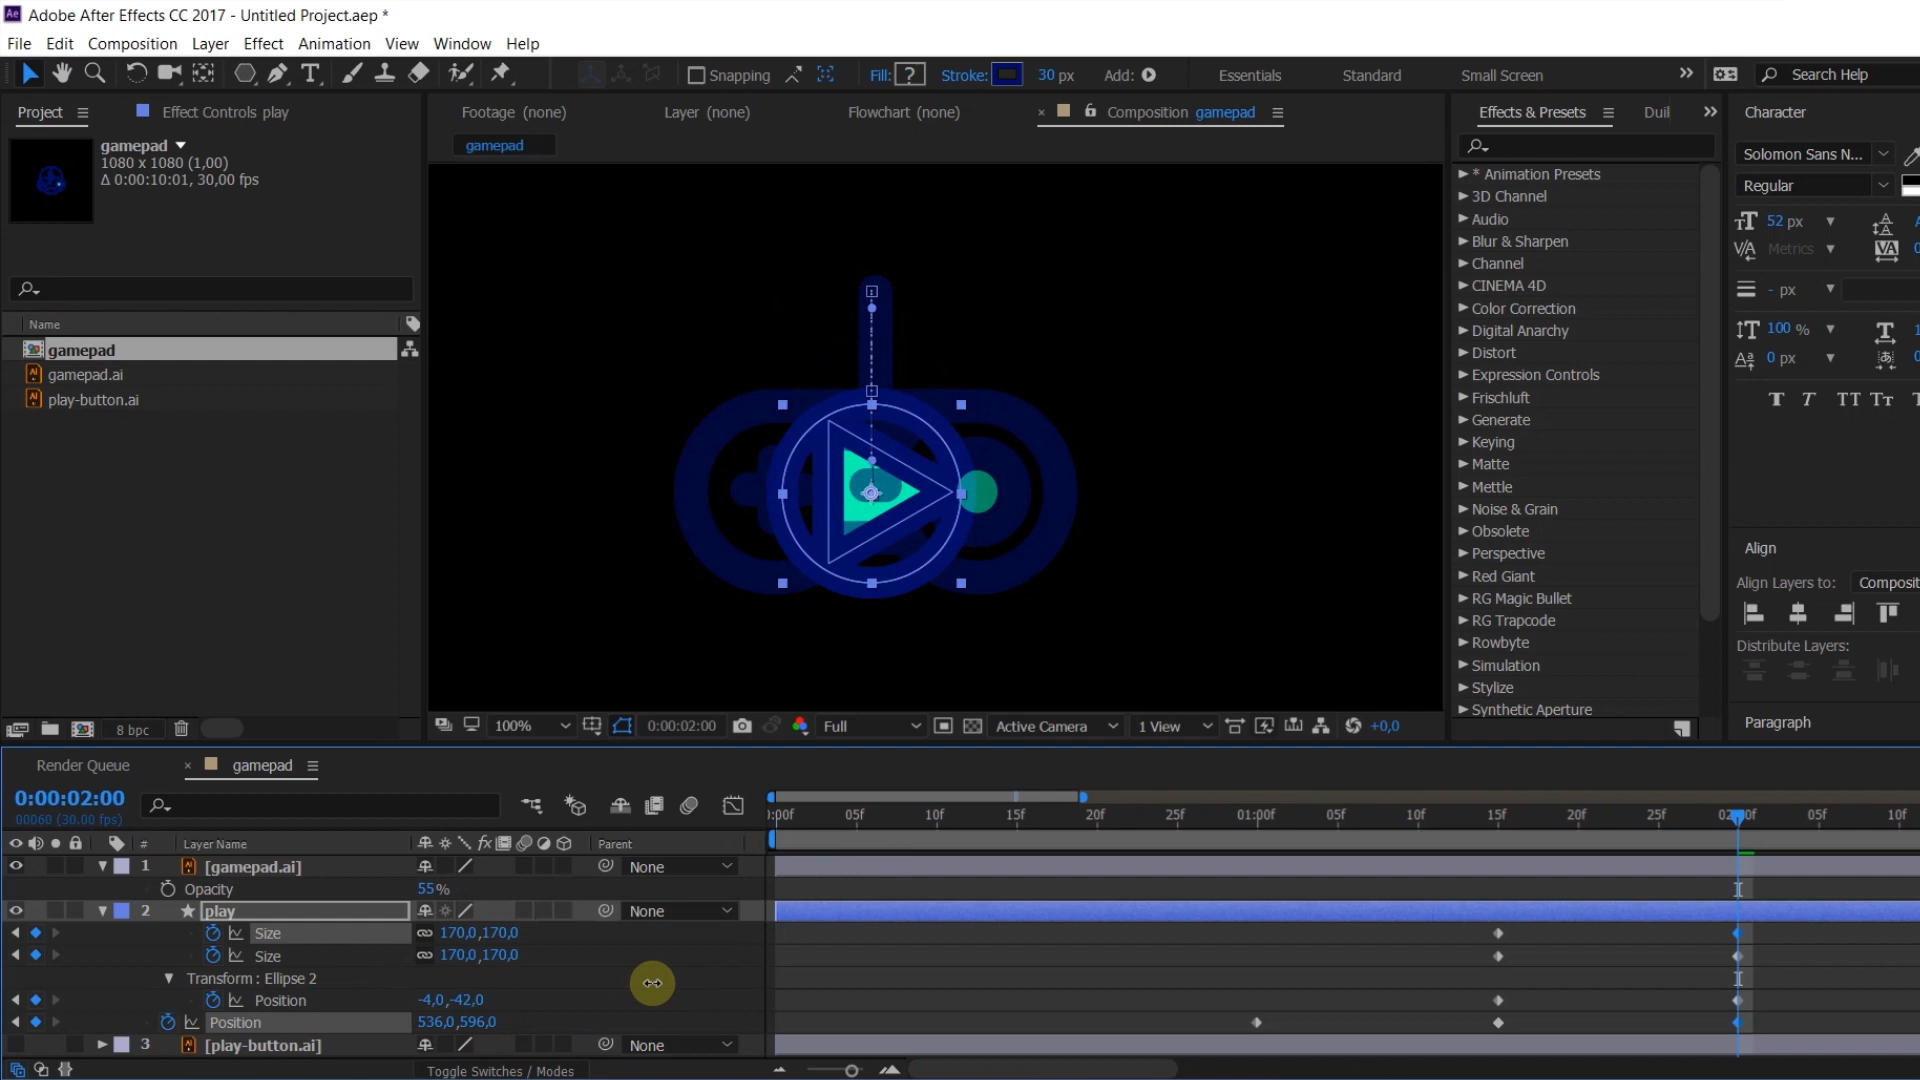 Adobe After Effects CC 2017 - Untitled Project.aep *
File Edit Composition Layer Effect Animation View Window Help
Snapping Fill: ? Stroke: 30 px Add: Essentials Standard Small Screen Search Help
Project Effect Controls play Footage (none) Layer (none) Flowchart (none) × Composition gamepad Effects & Presets Character
gamepad
1080 x 1080 (1,00)
Δ 0:00:10:01, 30,00 fps
Name
gamepad
gamepad.ai
play-button.ai
8 bpc
gamepad
100% 0:00:02:00 Full Active Camera 1 View +0,0
* Animation Presets
3D Channel
Audio
Blur & Sharpen
Channel
CINEMA 4D
Color Correction
Digital Anarchy
Distort
Expression Controls
Frischluft
Generate
Keying
Matte
Mettle
Noise & Grain
Obsolete
Perspective
Red Giant
RG Magic Bullet
RG Trapcode
Rowbyte
Simulation
Stylize
Synthetic Aperture
Solomon Sans N...
Regular
52 px
Metrics
- px
100 %
0 px
T T TT Tt
Align
Align Layers to: Composit
Distribute Layers:
Paragraph
Render Queue × gamepad
0:00:02:00
00060 (30.00 fps)
:00f 05f 10f 15f 20f 25f 01:00f 05f 10f 15f 20f 25f 02:00f 05f 10f
# Layer Name fx Parent
1 [gamepad.ai] None
Opacity 55%
2 play None
Size 170,0,170,0
Size 170,0,170,0
Transform : Ellipse 2
Position -4,0,-42,0
Position 536,0,596,0
3 [play-button.ai] None
Toggle Switches / Modes